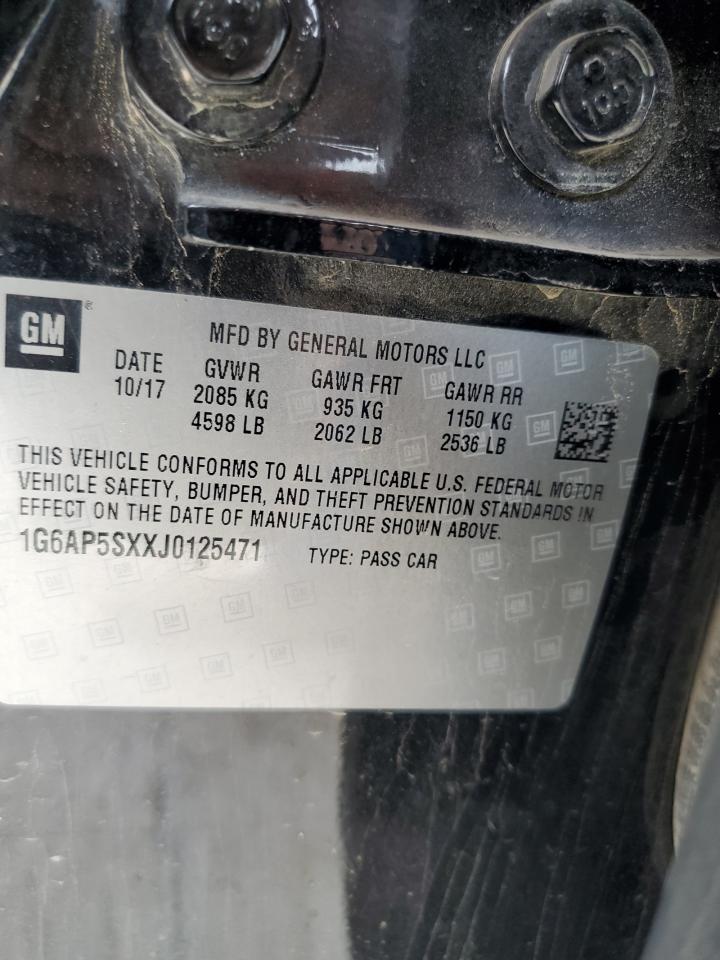 GM
MFD BY GENERAL MOTORS LLC
DATE GVWR GAWR FRT GAWR RR
10/17 2085 KG 935 KG 1150 KG
4598 LB 2062 LB 2536 LB
THIS VEHICLE CONFORMS TO ALL APPLICABLE U.S. FEDERAL MOTOR
VEHICLE SAFETY, BUMPER, AND THEFT PREVENTION STANDARDS IN
EFFECT ON THE DATE OF MANUFACTURE SHOWN ABOVE.
1G6AP5SXXJ0125471 TYPE: PASS CAR